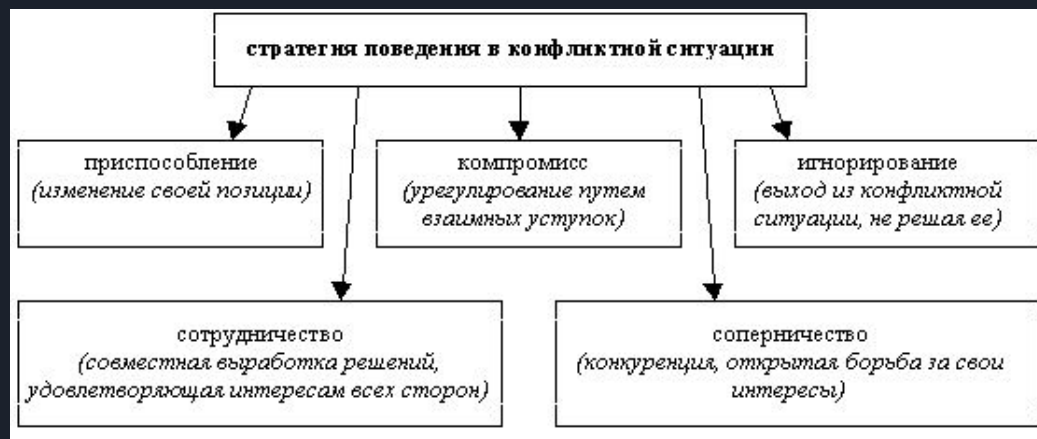 стратегия поведения в конфликтной ситуации
приспособление
(изменение своей позиции)
компромисс
(урегулирование путем
взаимных уступок)
игнорирование
(выход из конфликтной
ситуации, не решая ее)
сотрудничество
(совместная выработка решений,
удовлетворяющая интересам всех сторон)
соперничество
(конкуренция, открытая борьба за свои
интересы)